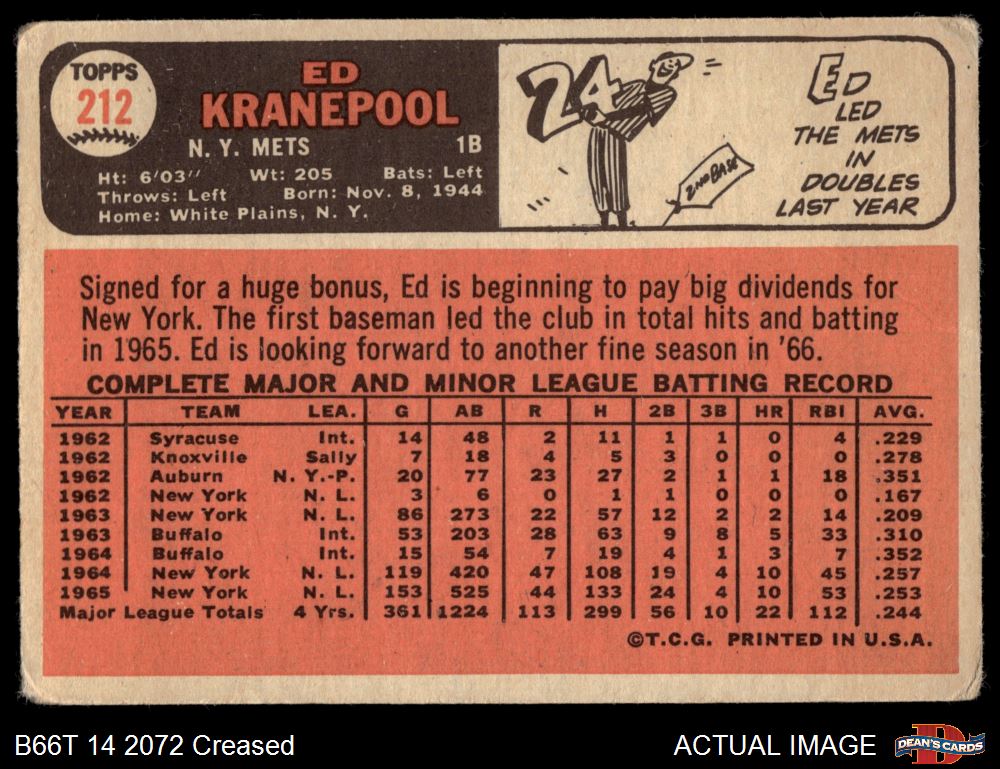 TOPPS
212
ED
KRANEPOOL
N. Y. METS 1B
Ht: 6'03" Wt: 205 Bats: Left
Throws: Left Born: Nov. 8, 1944
Home: White Plains, N. Y.
24
2ND BASE
ED
LED
THE METS
IN
DOUBLES
LAST YEAR
Signed for a huge bonus, Ed is beginning to pay big dividends for
New York. The first baseman led the club in total hits and batting
in 1965. Ed is looking forward to another fine season in '66.
COMPLETE MAJOR AND MINOR LEAGUE BATTING RECORD
YEAR TEAM LEA. G AB R H 2B 3B HR RBI AVG.
1962 Syracuse Int. 14 48 2 11 1 1 0 4 .229
1962 Knoxville Sally 7 18 4 5 3 0 0 0 .278
1962 Auburn N. Y.-P. 20 77 23 27 2 1 1 18 .351
1962 New York N. L. 3 6 0 1 1 0 0 0 .167
1963 New York N. L. 86 273 22 57 12 2 2 14 .209
1963 Buffalo Int. 53 203 28 63 9 8 5 33 .310
1964 Buffalo Int. 15 54 7 19 4 1 3 7 .352
1964 New York N. L. 119 420 47 108 19 4 10 45 .257
1965 New York N. L. 153 525 44 133 24 4 10 53 .253
Major League Totals 4 Yrs. 361 1224 113 299 56 10 22 112 .244
©T.C.G. PRINTED IN U.S.A.
B66T 14 2072 Creased
ACTUAL IMAGE
D
DEAN'S CARDS